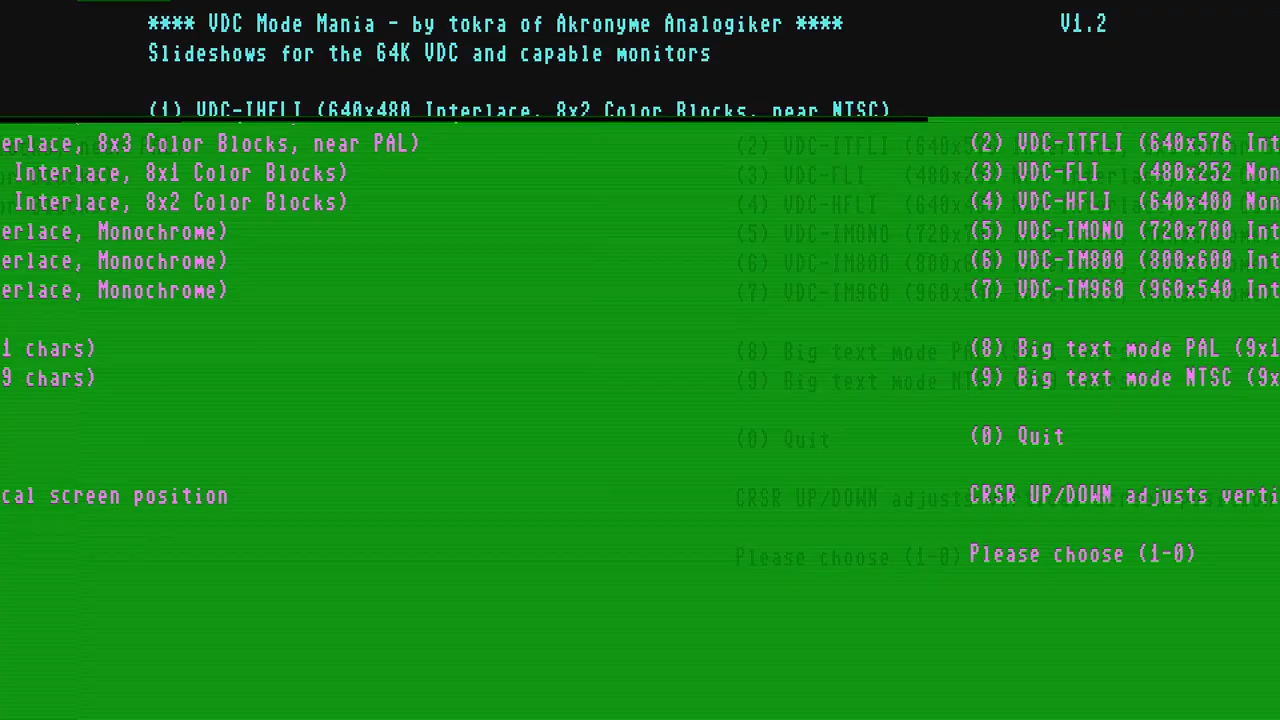 **** VDC Mode Mania - by tokra of Akronyme Analogiker **** V1.2
Slideshows for the 64K VDC and capable monitors
(1) VDC-IHFLI (640x480 Interlace, 8x2 Color Blocks, near NTSC)
erlace, 8x3 Color Blocks, near PAL) (2) VDC-ITFLI (640x576 Int
Interlace, 8x1 Color Blocks) (3) VDC-FLI (480x252 Non
Interlace, 8x2 Color Blocks) (4) VDC-HFLI (640x400 Non
erlace, Monochrome) (5) VDC-IMONO (720x700 Int
erlace, Monochrome) (6) VDC-IM800 (800x600 Int
erlace, Monochrome) (7) VDC-IM960 (960x540 Int
1 chars) (8) Big text mode PAL (9x1
9 chars) (9) Big text mode NTSC (9x
(0) Quit
cal screen position CRSR UP/DOWN adjusts verti
Please choose (1-0)